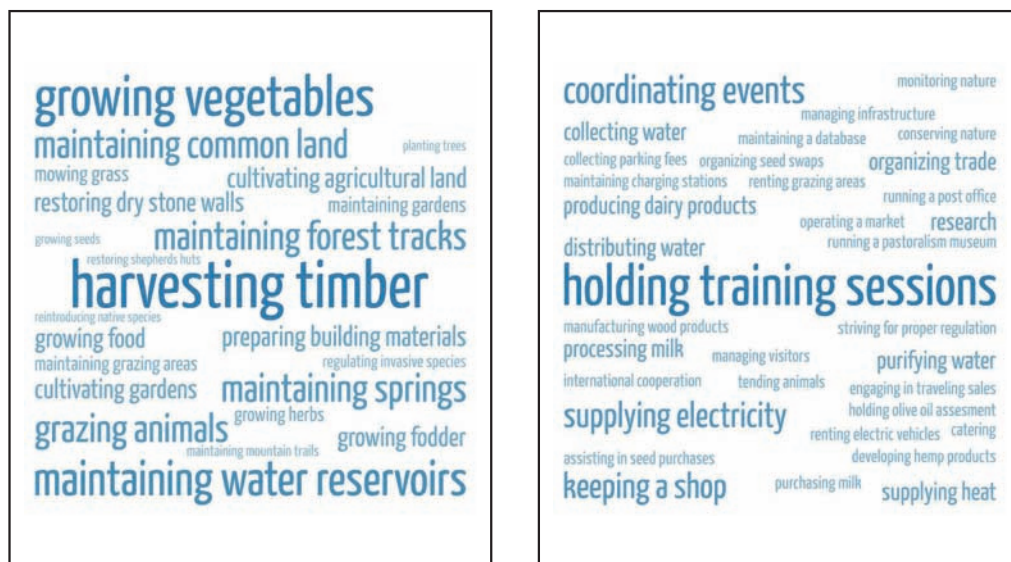 growing vegetables
maintaining common land
planting trees
mowing grass
cultivating agricultural land
restoring dry stone walls
maintaining gardens
growing seeds
maintaining forest tracks
restoring shepherds huts
harvesting timber
reintroducing native species
growing food
preparing building materials
maintaining grazing areas
regulating invasive species
cultivating gardens
maintaining springs
growing herbs
grazing animals
growing fodder
maintaining mountain trails
maintaining water reservoirs
coordinating events
monitoring nature
managing infrastructure
collecting water
maintaining a database
conserving nature
collecting parking fees
organizing seed swaps
organizing trade
maintaining charging stations
renting grazing areas
running a post office
producing dairy products
operating a market
research
distributing water
running a pastoralism museum
holding training sessions
manufacturing wood products
striving for proper regulation
processing milk
managing visitors
purifying water
international cooperation
tending animals
engaging in traveling sales
supplying electricity
holding olive oil assesment
renting electric vehicles
catering
assisting in seed purchases
developing hemp products
keeping a shop
purchasing milk
supplying heat